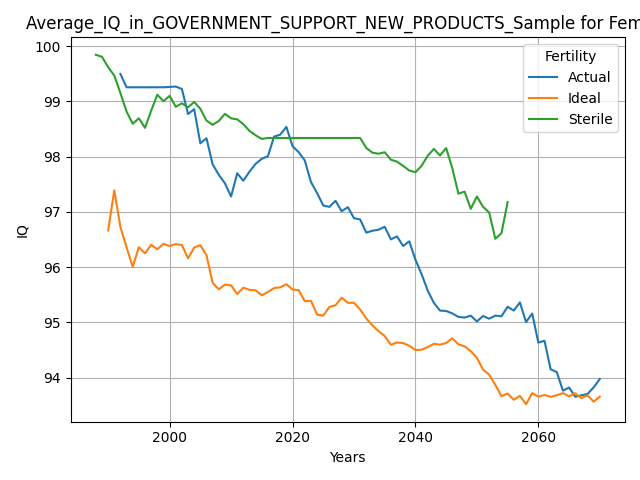 Average_IQ_in_GOVERNMENT_SUPPORT_NEW_PRODUCTS_Sample for Fem
100
99
98
97
96
95
94
IQ
2000
2020
2040
2060
Years
Fertility
Actual
Ideal
Sterile